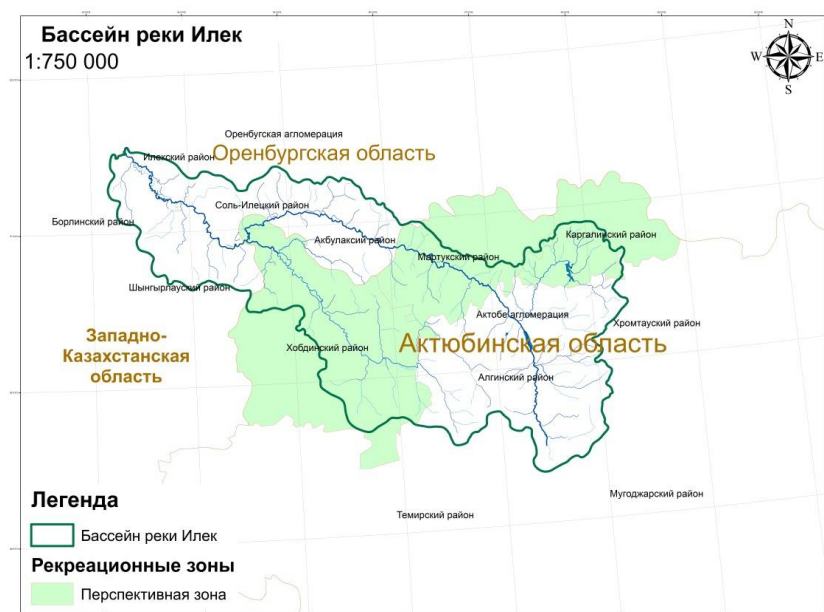 Бассейн реки Илек
1:750 000
N
W
E
S
Оренбургская агломерация
Илекский район
Оренбургская область
Соль-Илецкий район
Борлинский район
Акбулаксий район
Каргалинский район
Мартукский район
Шынгырлауский район
Актобе агломерация
Хромтауский район
Западно-
Казахстанская
область
Хобдинский район
Актюбинская область
Алгинский район
Мугоджарский район
Темирский район
Легенда
Бассейн реки Илек
Рекреационные зоны
Перспективная зона